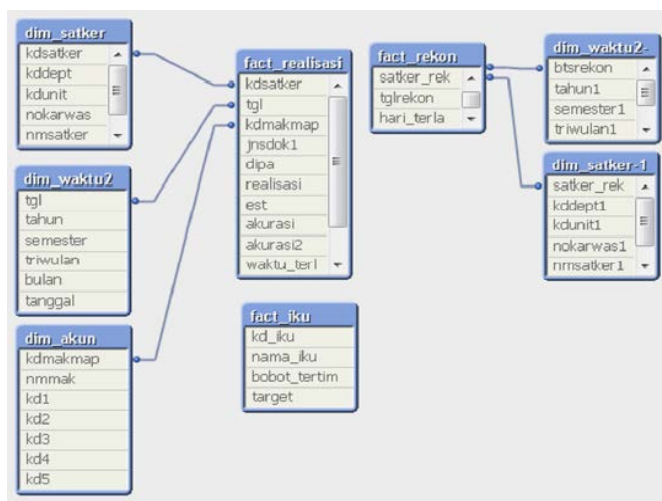 dim_satker
kdsatker
kddept
kdunit
nokarwas
nmsatker
dim_waktu2
tgl
tahun
semester
triwulan
bulan
tanggal
dim_akun
kdmakmap
nmmak
kd1
kd2
kd3
kd4
kd5
fact_realisasi
kdsatker
tgl
kdmakmap
jnsdok1
dipa
realisasi
est
akurasi
akurasi2
waktu_terl
fact_iku
kd_iku
nama_iku
bobot_tertim
target
fact_rekon
satker_rek
tglrekon
hari_terla
dim_waktu2-
btsrekon
tahun1
semester1
triwulan1
dim_satker-1
satker_rek
kddept1
kdunit1
nokarwas1
nmsatker1